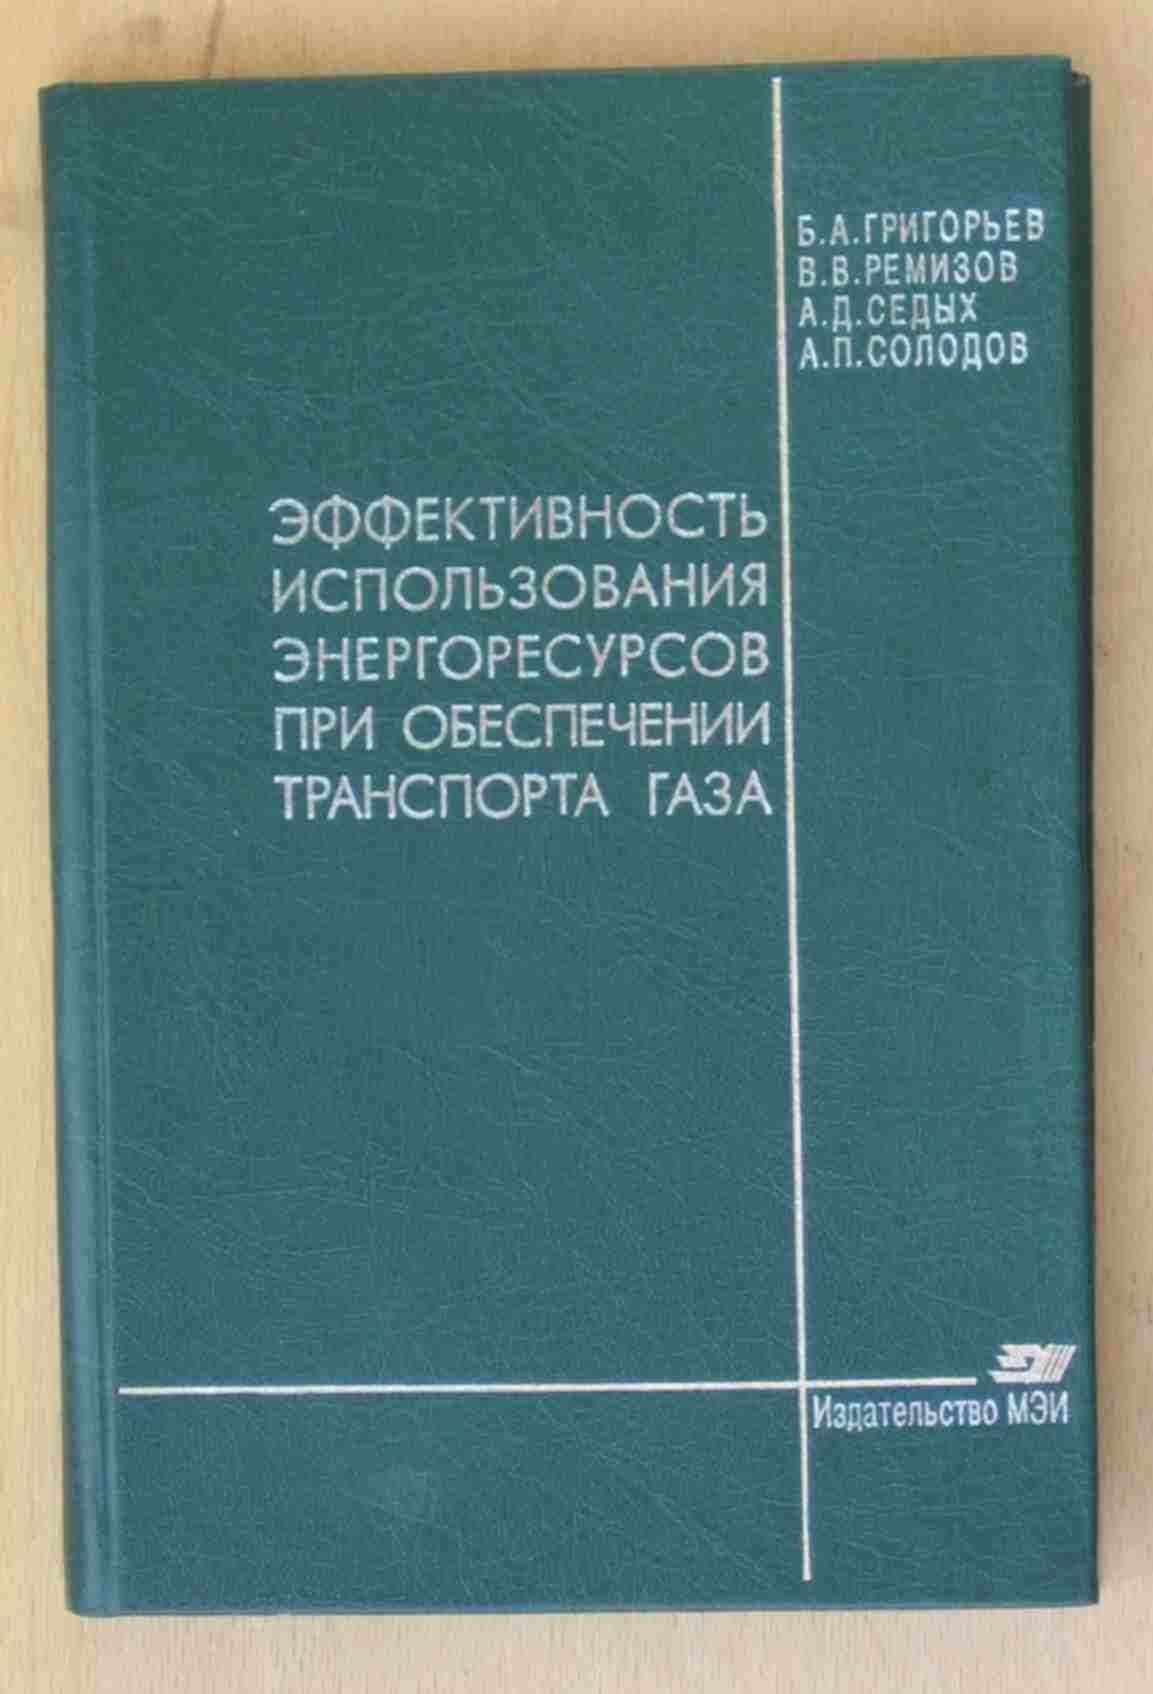 Б.А.ГРИГОРЬЕВ
В.В.РЕМИЗОВ
А.Д.СЕДЫХ
А.П.СОЛОДОВ
ЭФФЕКТИВНОСТЬ
ИСПОЛЬЗОВАНИЯ
ЭНЕРГОРЕСУРСОВ
ПРИ ОБЕСПЕЧЕНИИ
ТРАНСПОРТА ГАЗА
Издательство МЭИ